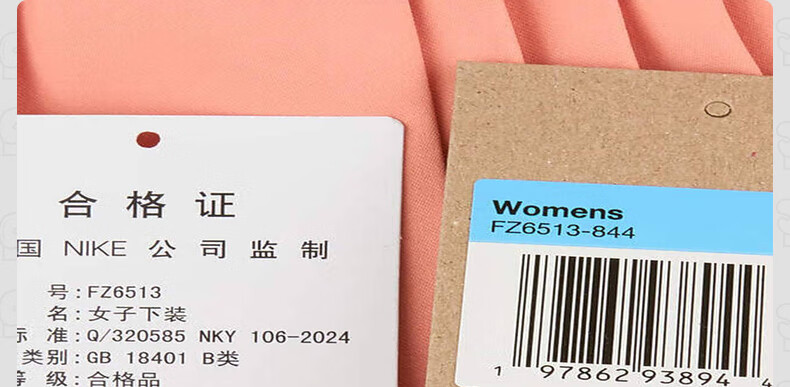 合格证
国 NIKE 公司监制
号:FZ6513
名:女子下装
标 准:Q/320585 NKY 106-2024
类别:GB 18401 B类
等 级:合格品
Womens
FZ6513-844
1 97862 93894 4